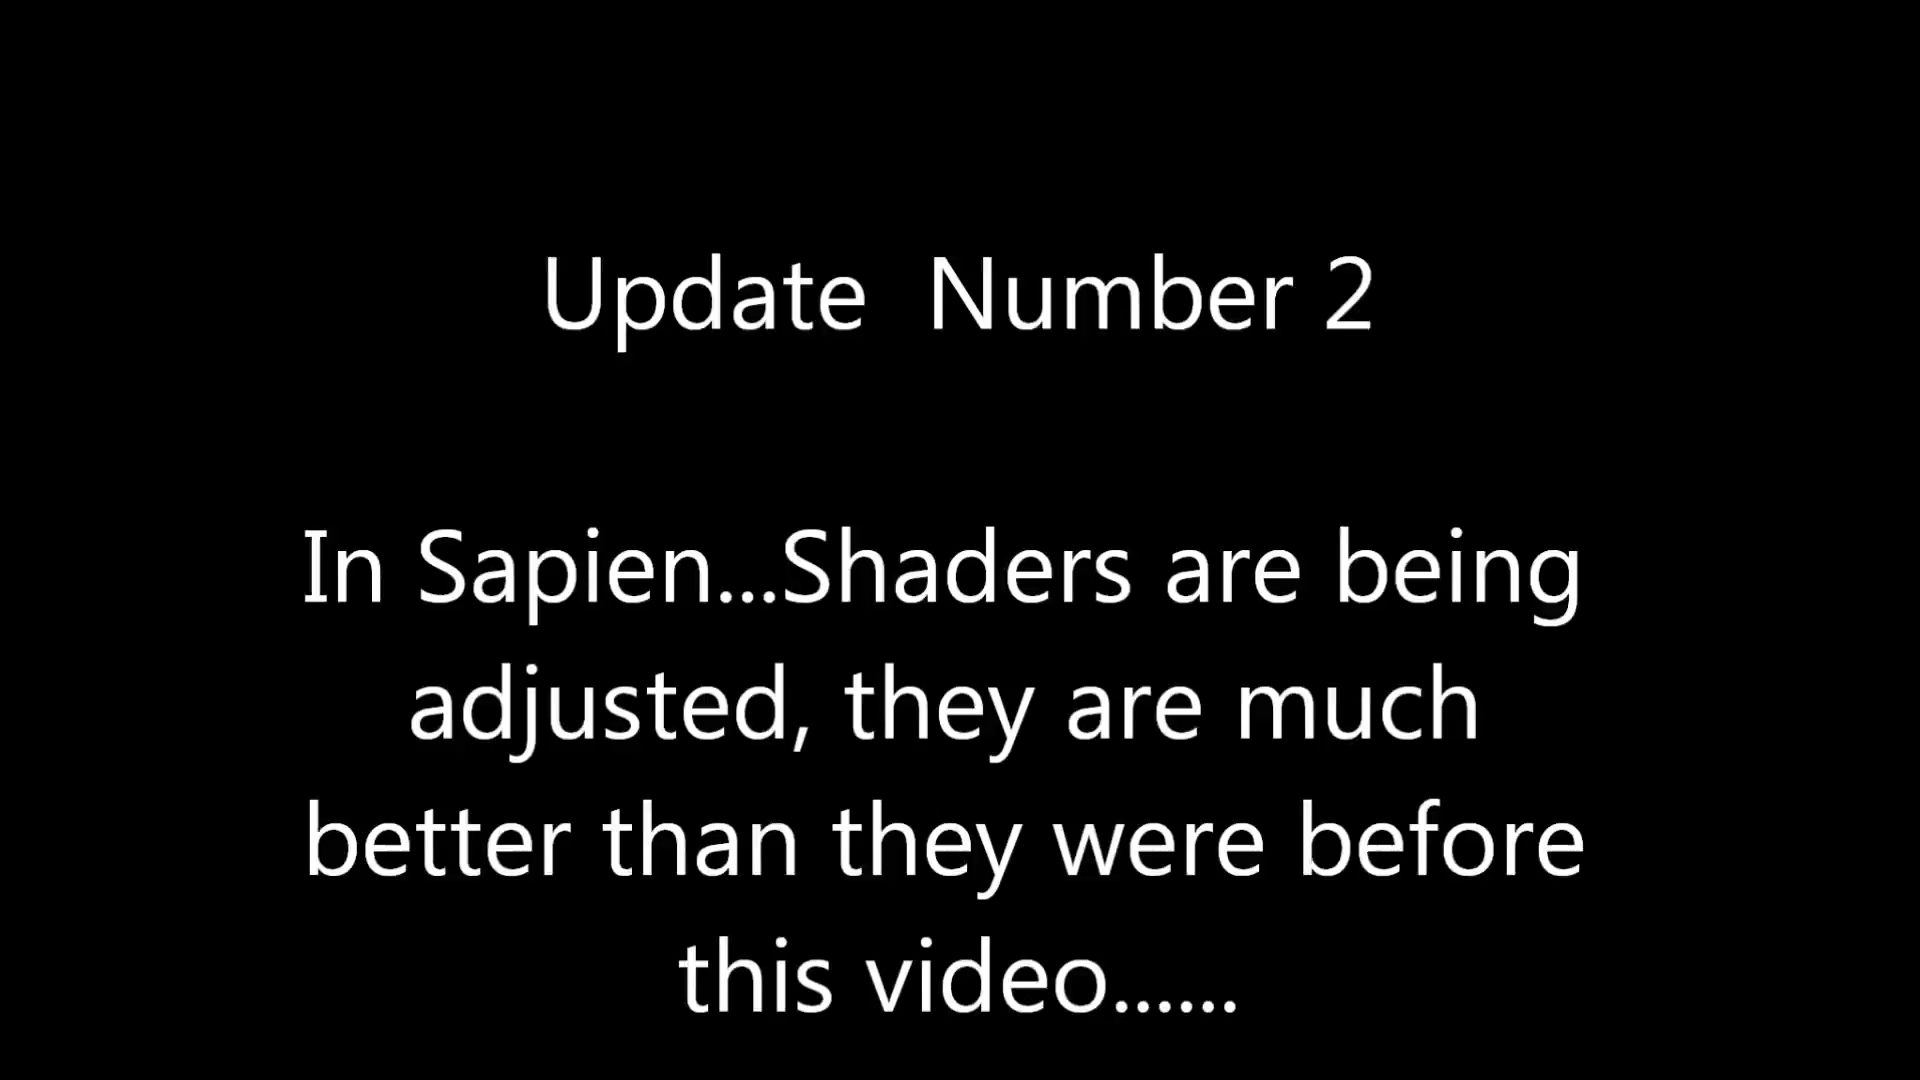 Update  Number 2
In Sapien...Shaders are being
adjusted, they are much
better than they were before
this video......